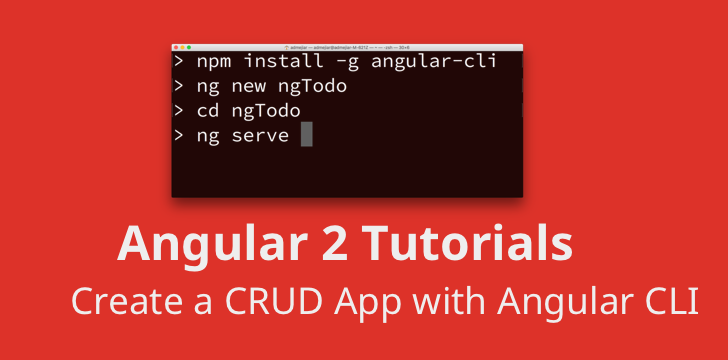 > npm install -g angular-cli
> ng new ngTodo
> cd ngTodo
> ng serve
Angular 2 Tutorials
Create a CRUD App with Angular CLI